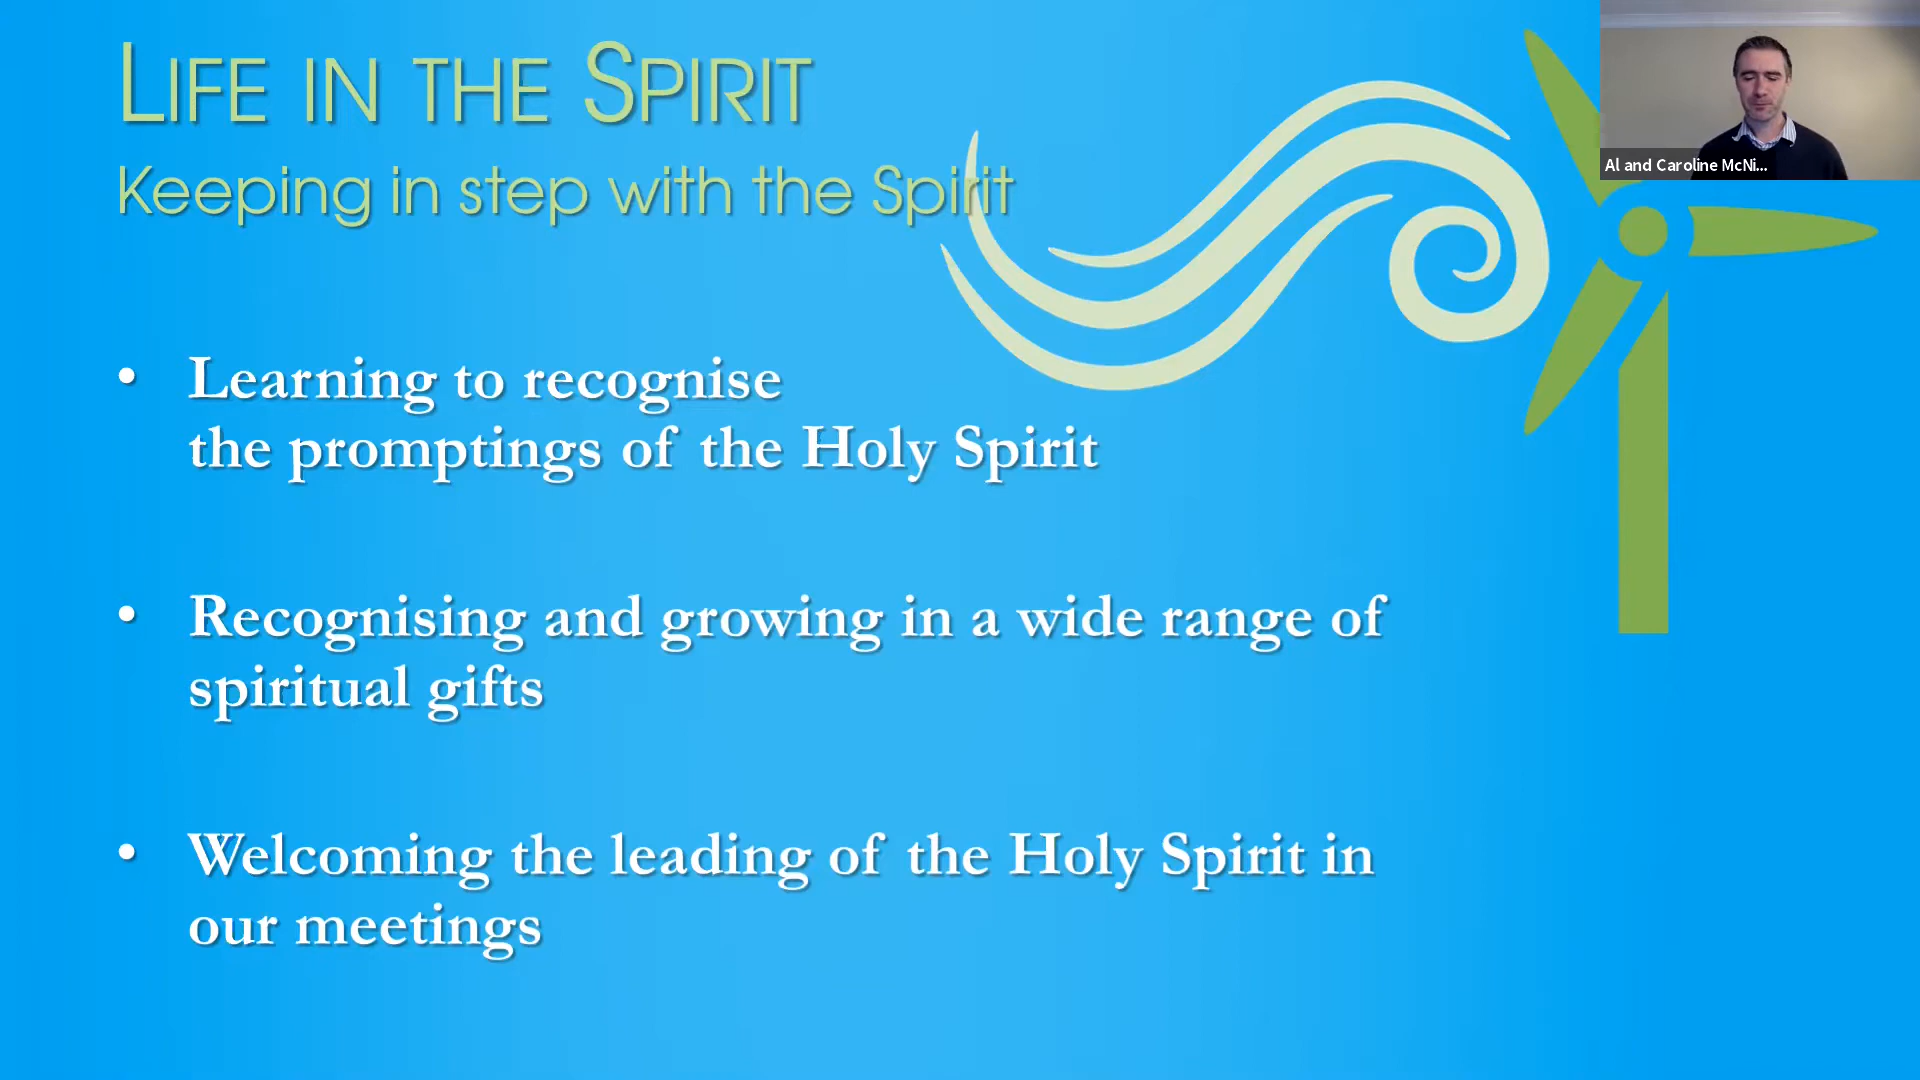 LIFE IN THE SPIRIT
Keeping in step with the Spirit
Al and Caroline McNi...
• Learning to recognise
the promptings of the Holy Spirit
• Recognising and growing in a wide range of
spiritual gifts
• Welcoming the leading of the Holy Spirit in
our meetings